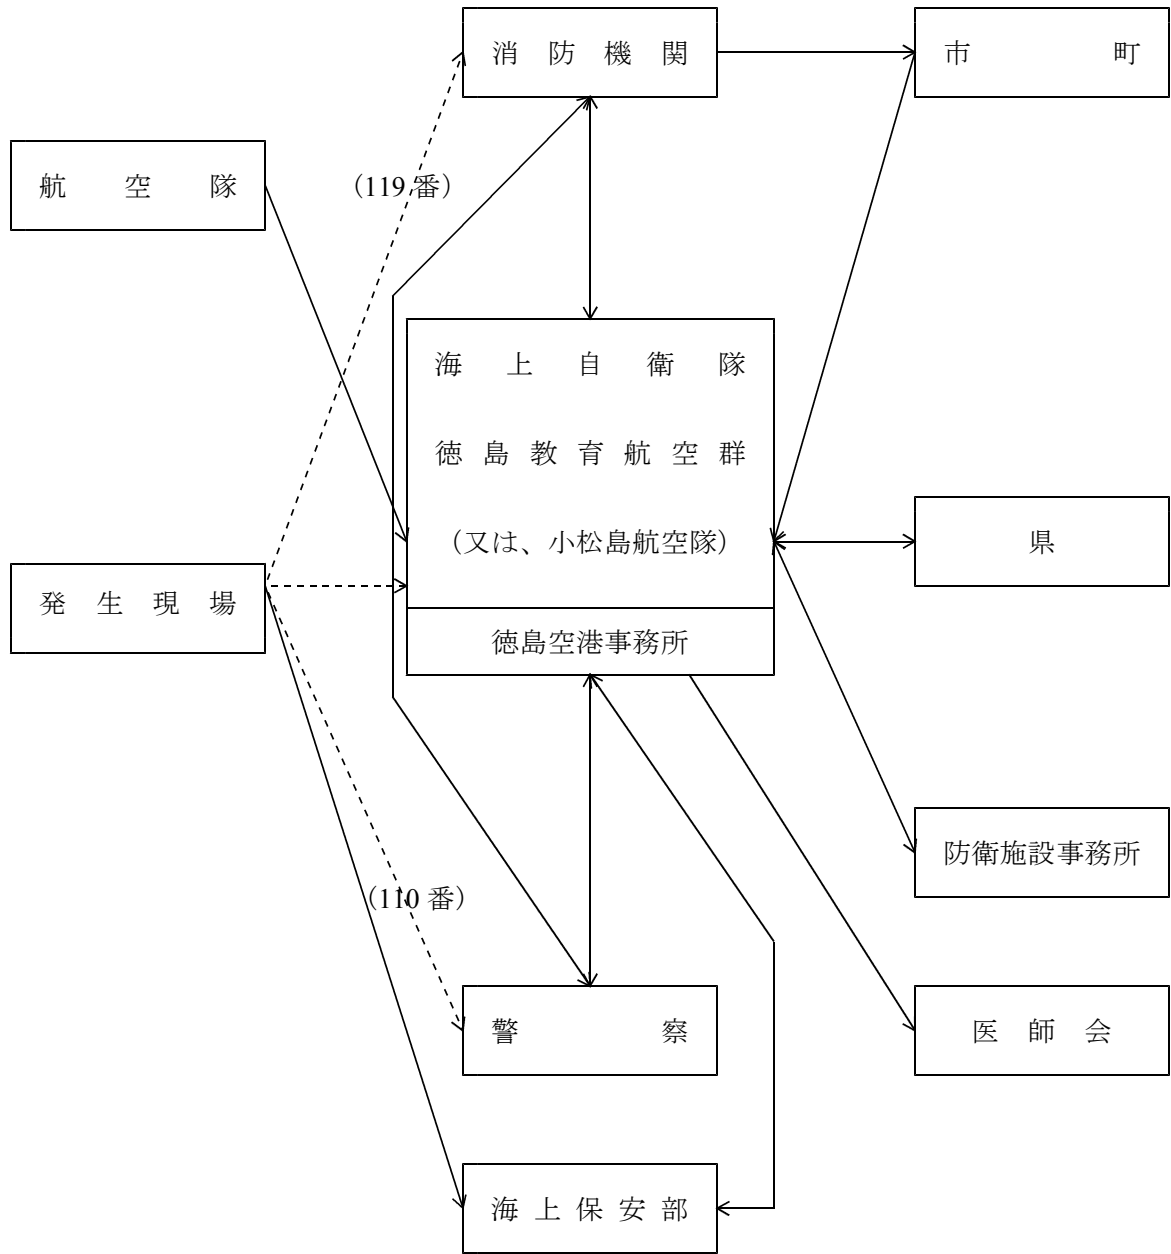 消防機関
市町
航空隊
（119番）
海上自衛隊
徳島教育航空群
（又は、小松島航空隊）
県
発生現場
徳島空港事務所
防衛施設事務所
（110番）
警察
医師会
海上保安部